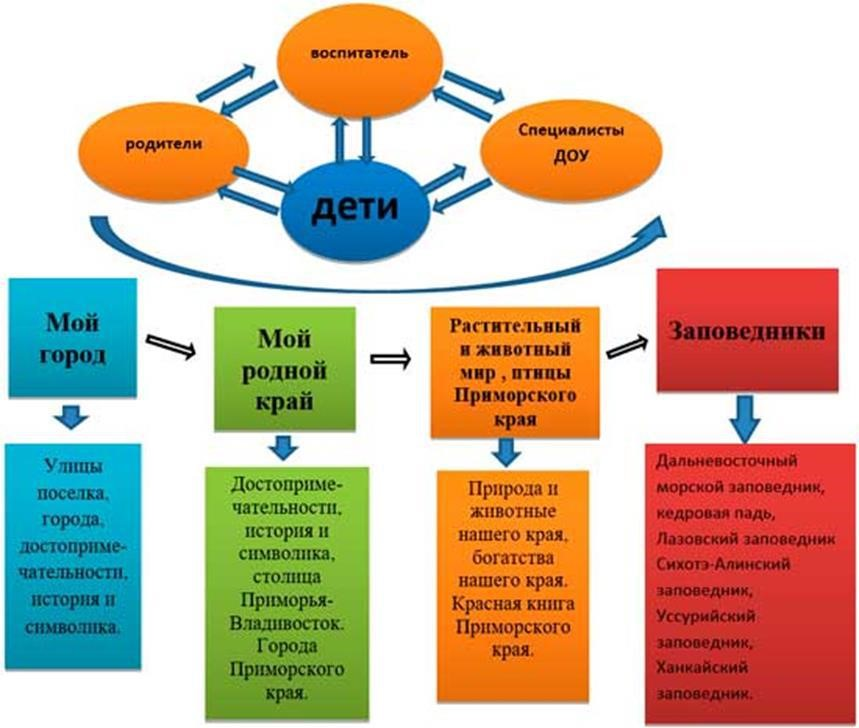 воспитатель
родители
Специалисты
ДОУ
дети
Мой
город
Мой
родной
край
Растительный
и животный
мир , птицы
Приморского
края
Заповедники
Улицы
поселка,
города,
достоприме-
чательности,
история и
символика.
Достоприме-
чательности,
история и
символика,
столица
Приморья-
Владивосток.
Города
Приморского
края.
Природа и
животные
нашего края,
богатства
нашего края.
Красная книга
Приморского
края.
Дальневосточный
морской заповедник,
кедровая падь,
Лазовский заповедник
Сихотэ-Алинский
заповедник,
Уссурийский
заповедник,
Ханкайский
заповедник.